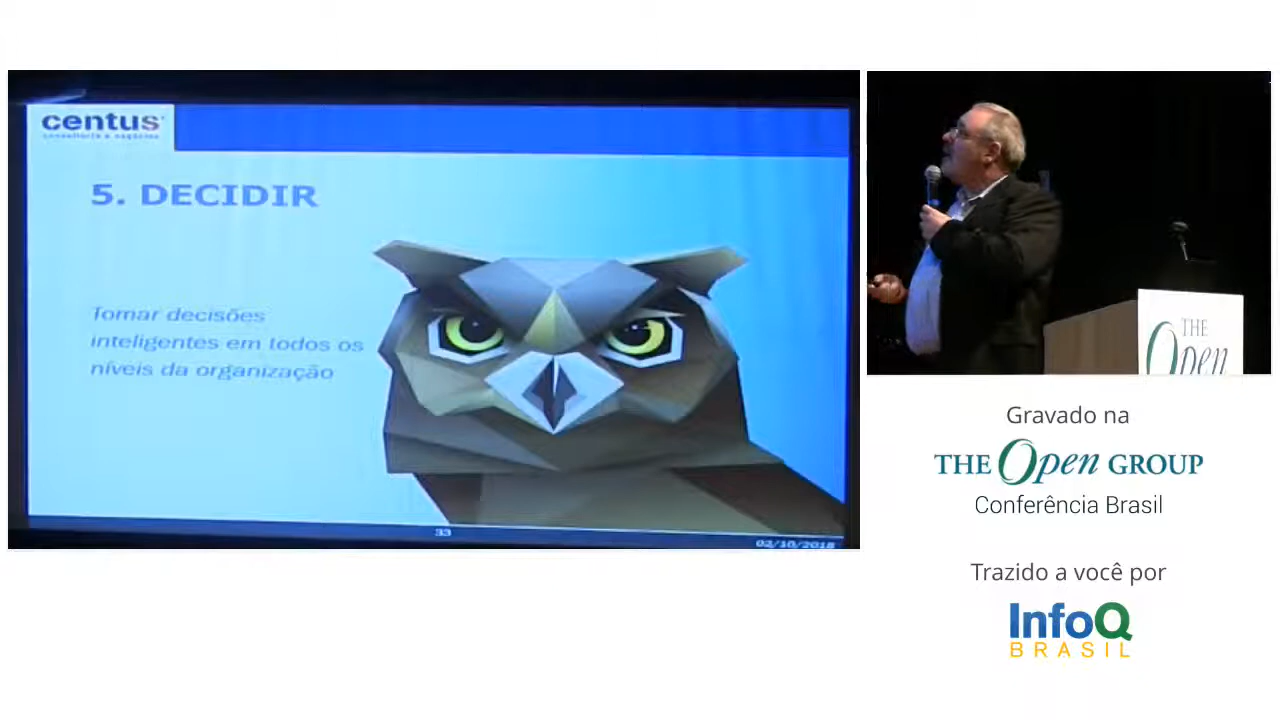 centus
consultoria e negócios
5. DECIDIR
Tomar decisões
inteligentes em todos os
níveis da organização
33
02/10/2018
THE
Open
Gravado na
THE Open GROUP
Conferência Brasil
Trazido a você por
InfoQ
BRASIL